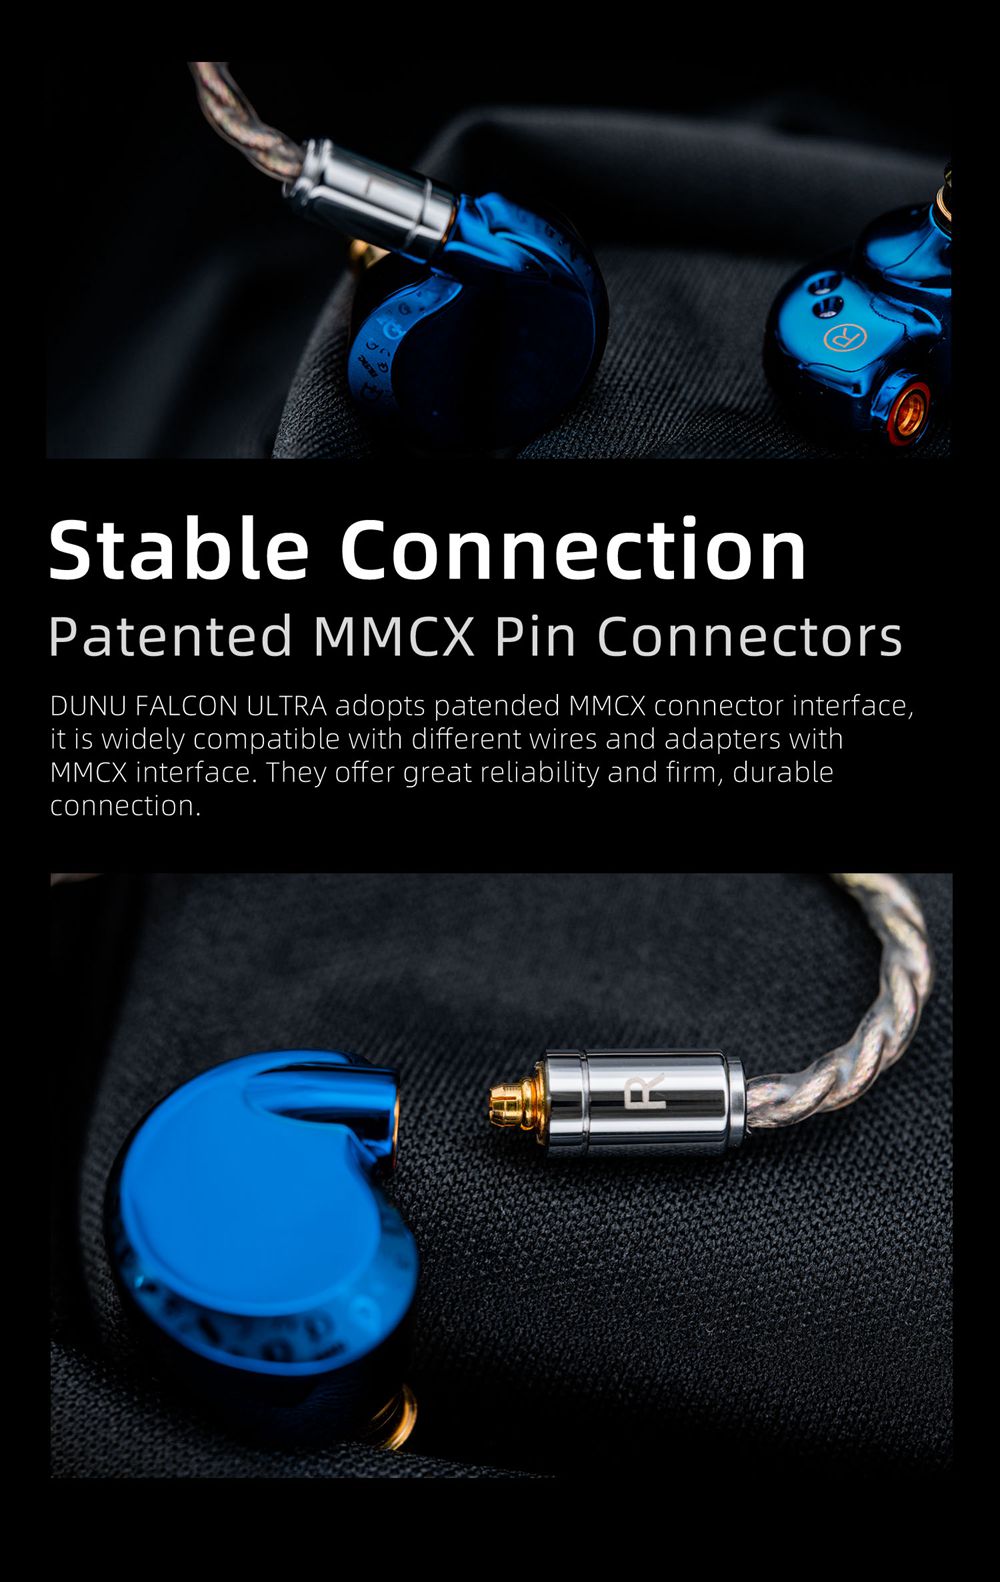 R
Stable Connection
Patented MMCX Pin Connectors
DUNU FALCON ULTRA adopts patended MMCX connector interface,
it is widely compatible with different wires and adapters with
MMCX interface. They offer great reliability and firm, durable
connection.
R